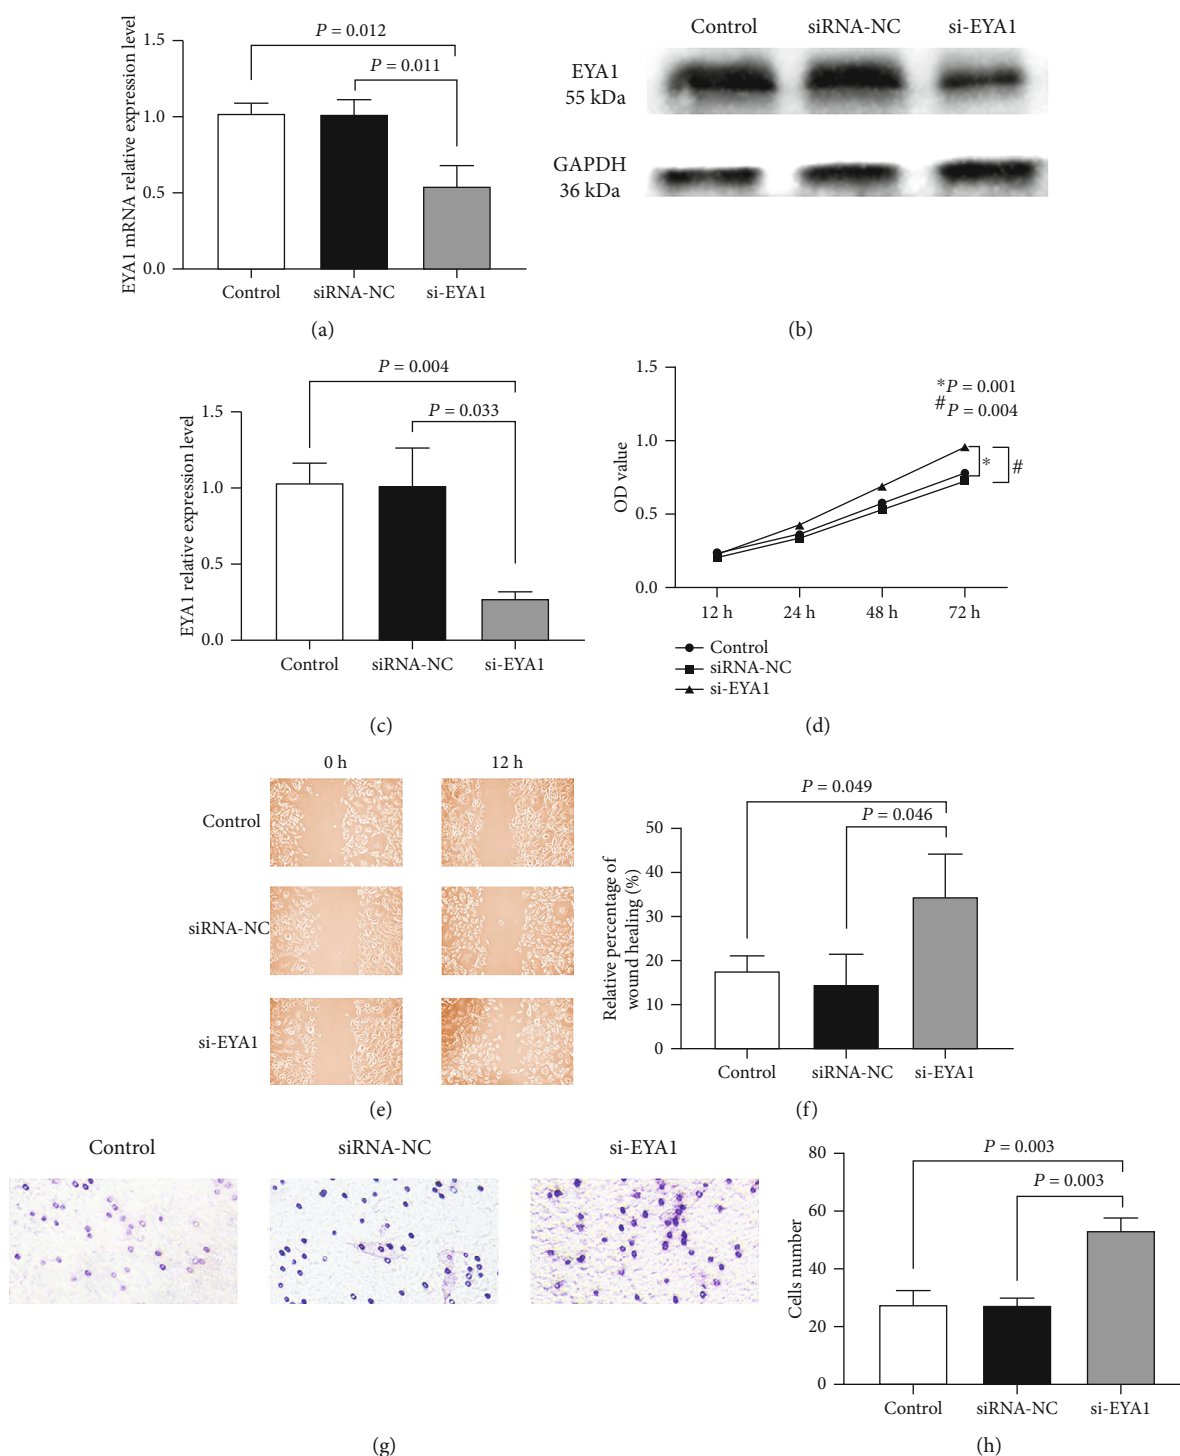 P = 0.012
P = 0.011
EYA1 mRNA relative expression level
1.5
1.0
0.5
0.0
Control siRNA-NC si-EYA1
(a)
Control siRNA-NC si-EYA1
EYA1
55 kDa
GAPDH
36 kDa
(b)
P = 0.004
P = 0.033
EYA1 relative expression level
1.5
1.0
0.5
0.0
Control siRNA-NC si-EYA1
(c)
*P = 0.001
#P = 0.004
OD value
1.5
1.0
0.5
0.0
*
#
12 h 24 h 48 h 72 h
Control
siRNA-NC
si-EYA1
(d)
0 h 12 h
Control
siRNA-NC
si-EYA1
(e)
P = 0.049
P = 0.046
Relative percentage of
wound healing (%)
50
40
30
20
10
0
Control siRNA-NC si-EYA1
(f)
Control siRNA-NC si-EYA1
(g)
P = 0.003
P = 0.003
Cells number
80
60
40
20
0
Control siRNA-NC si-EYA1
(h)